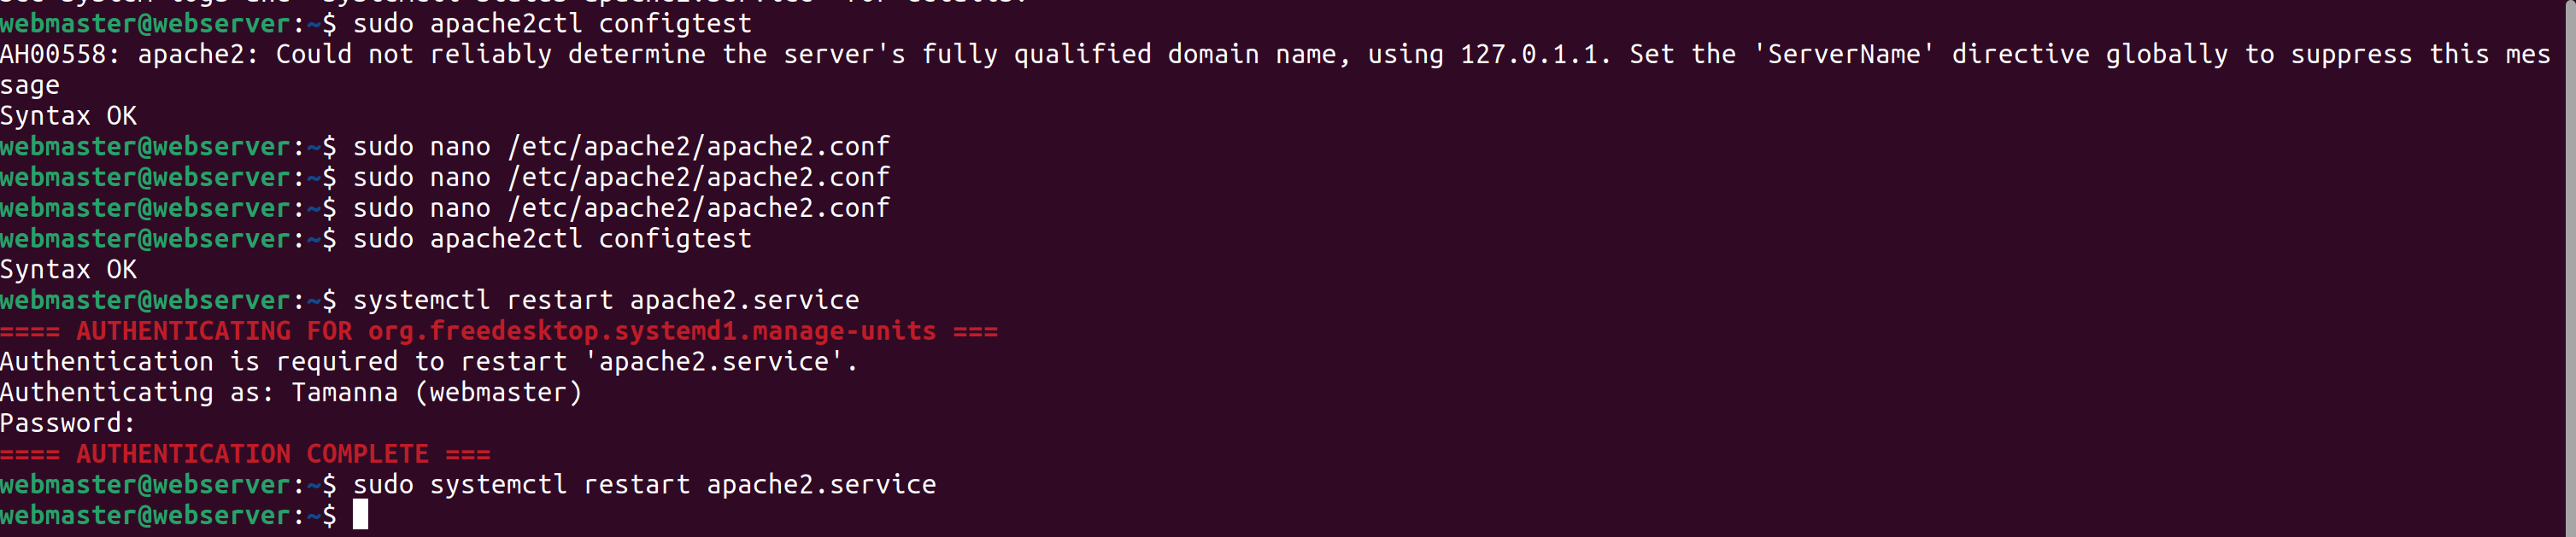 webmaster@webserver:~$ sudo apache2ctl configtest
AH00558: apache2: Could not reliably determine the server's fully qualified domain name, using 127.0.1.1. Set the 'ServerName' directive globally to suppress this mes
sage
Syntax OK
webmaster@webserver:~$ sudo nano /etc/apache2/apache2.conf
webmaster@webserver:~$ sudo nano /etc/apache2/apache2.conf
webmaster@webserver:~$ sudo nano /etc/apache2/apache2.conf
webmaster@webserver:~$ sudo apache2ctl configtest
Syntax OK
webmaster@webserver:~$ systemctl restart apache2.service
==== AUTHENTICATING FOR org.freedesktop.systemd1.manage-units ===
Authentication is required to restart 'apache2.service'.
Authenticating as: Tamanna (webmaster)
Password:
==== AUTHENTICATION COMPLETE ===
webmaster@webserver:~$ sudo systemctl restart apache2.service
webmaster@webserver:~$